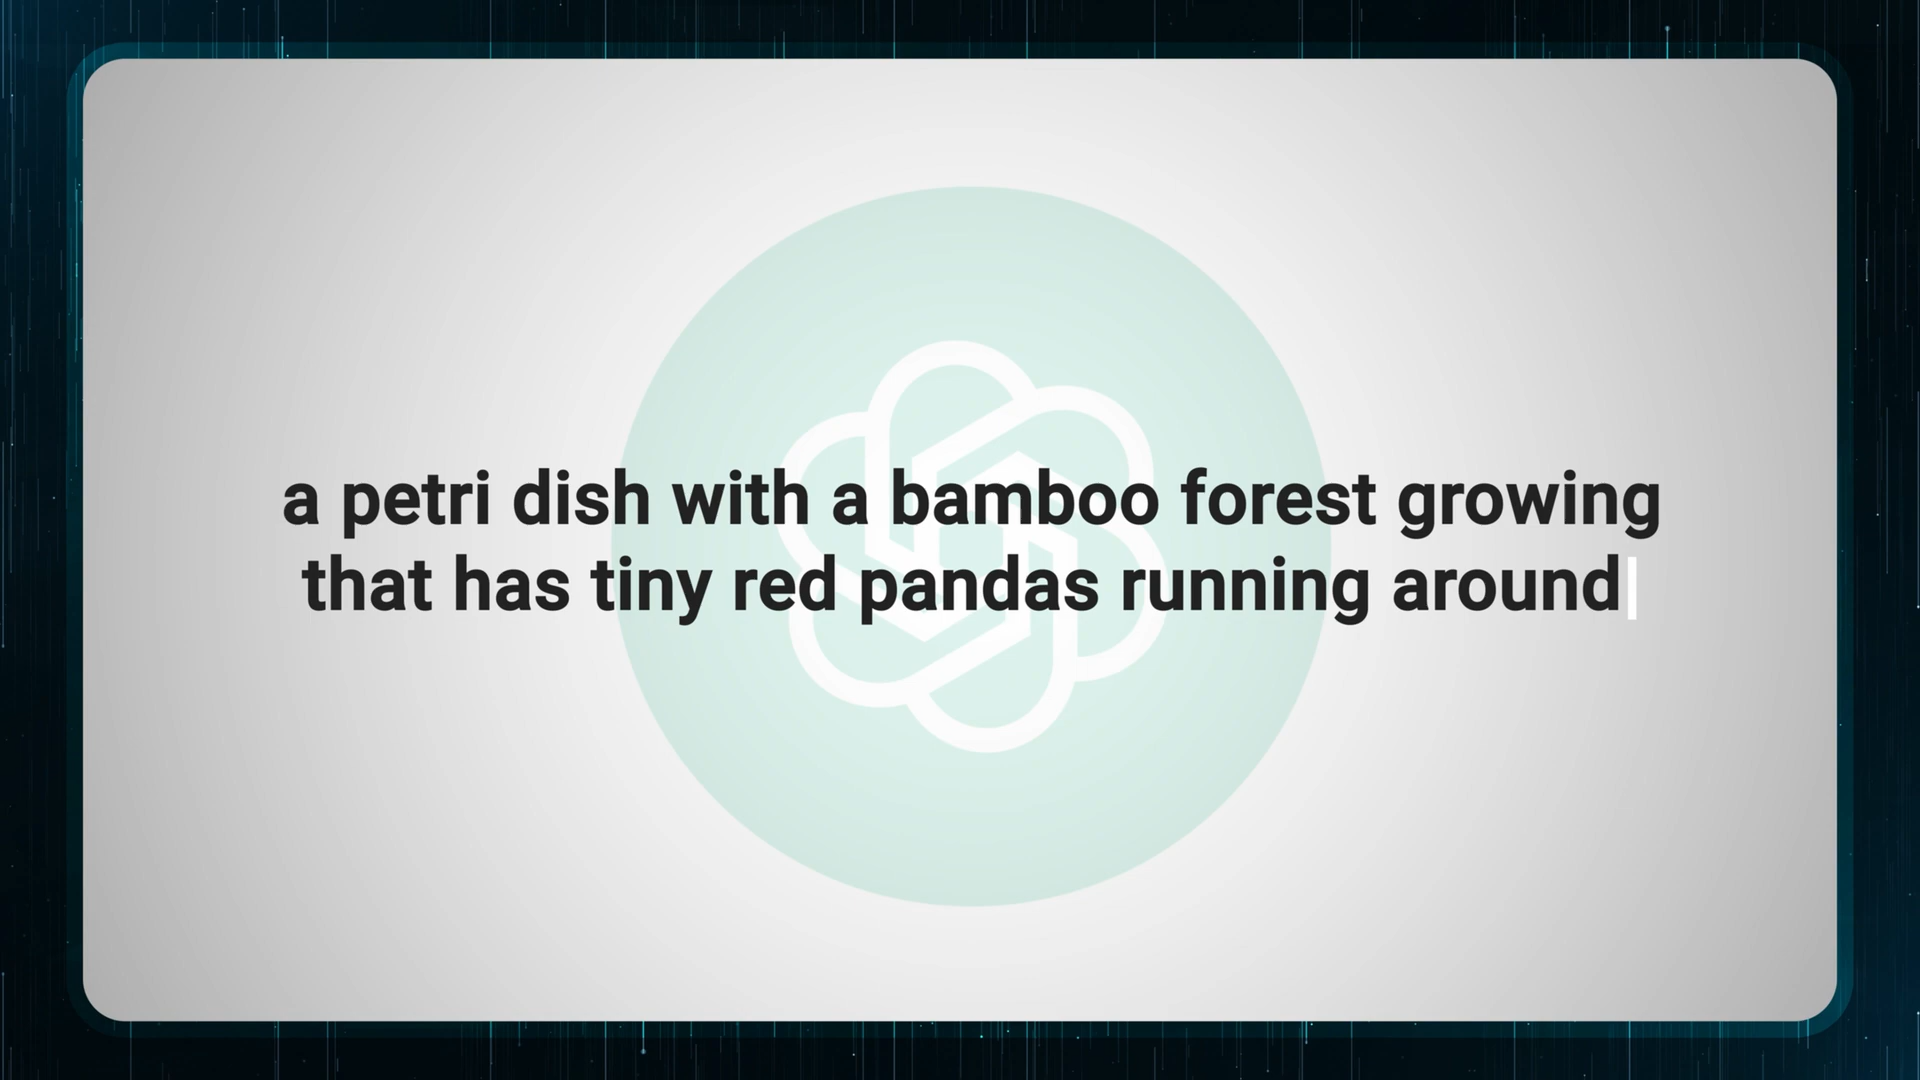 a petri dish with a bamboo forest growing
that has tiny red pandas running around